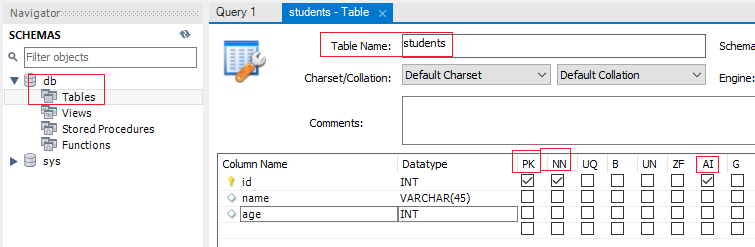 Navigator
SCHEMAS
Filter objects
db
Tables
Views
Stored Procedures
Functions
sys
Query 1
students - Table
Table Name: students
Schema
Charset/Collation: Default Charset Default Collation
Engine:
Comments:
Column Name Datatype PK NN UQ B UN ZF AI G
id INT
name VARCHAR(45)
age INT